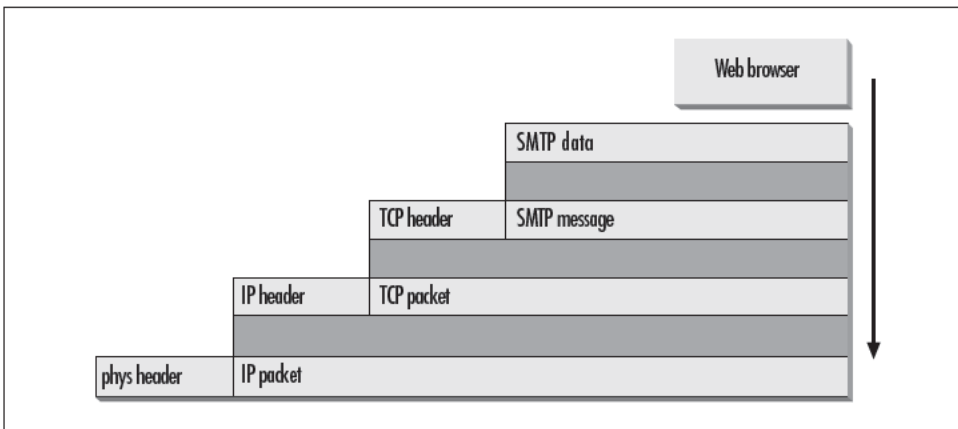 Web browser
SMTP data
TCP header SMTP message
IP header TCP packet
phys header IP packet